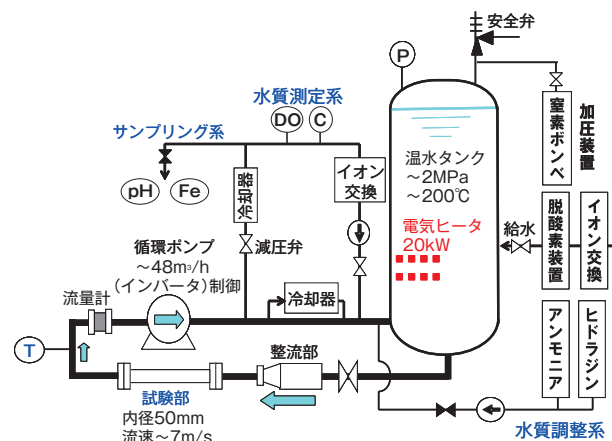 安全弁
P
水質測定系
DO
C
サンプリング系
pH
Fe
冷却器
減圧弁
イオン
交換
温水タンク
～2MPa
～200℃
電気ヒータ
20kW
窒素ボンベ
加圧装置
給水
脱酸素装置
イオン交換
循環ポンプ
～48m³/h
(インバータ)制御
流量計
冷却器
T
整流部
試験部
内径50mm
流速～7m/s
アンモニア
ヒドラジン
水質調整系